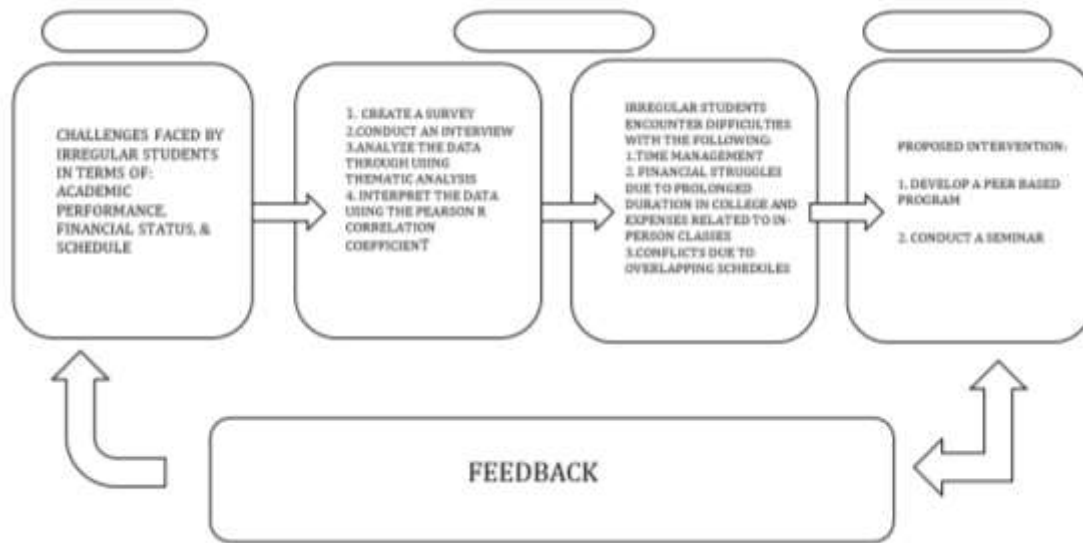 CHALLENGES FACED BY
IRREGULAR STUDENTS
IN TERMS OF:
ACADEMIC
PERFORMANCE,
FINANCIAL STATUS, &
SCHEDULE
1. CREATE A SURVEY
2.CONDUCT AN INTERVIEW
3.ANALYZE THE DATA
THROUGH USING
THEMATIC ANALYSIS
4. INTERPRET THE DATA
USING THE PEARSON R
CORRELATION
COEFFICIENT
IRREGULAR STUDENTS
ENCOUNTER DIFFICULTIES
WITH THE FOLLOWING:
1.TIME MANAGEMENT
2. FINANCIAL STRUGGLES
DUE TO PROLONGED
DURATION IN COLLEGE AND
EXPENSES RELATED TO IN-
PERSON CLASSES
3.CONFLICTS DUE TO
OVERLAPPING SCHEDULES
PROPOSED INTERVENTION:
1. DEVELOP A PEER BASED
PROGRAM
2. CONDUCT A SEMINAR
FEEDBACK